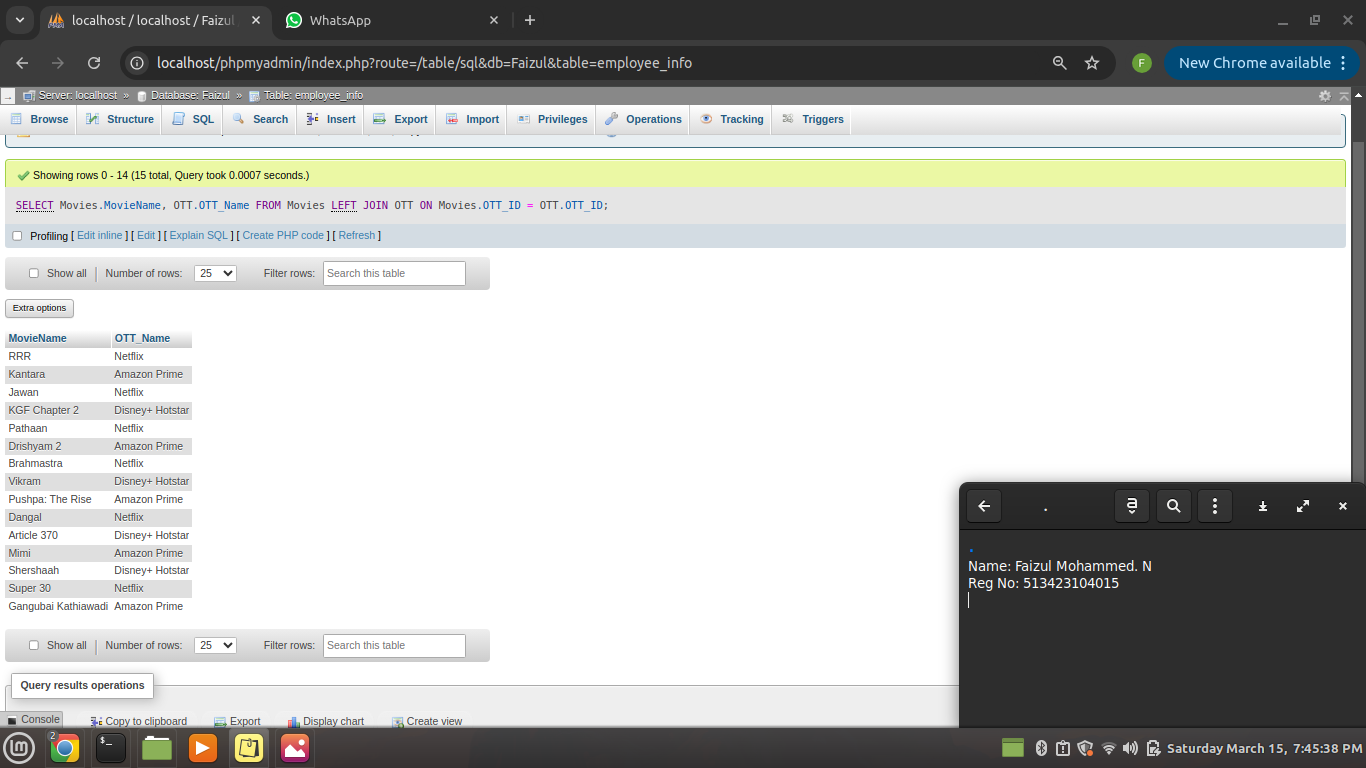 localhost / localhost / Faizul
WhatsApp
localhost/phpmyadmin/index.php?route=/table/sql&db=Faizul&table=employee_info
F
New Chrome available
Server: localhost » Database: Faizul » Table: employee_info
Browse Structure SQL Search Insert Export Import Privileges Operations Tracking Triggers
Showing rows 0 - 14 (15 total, Query took 0.0007 seconds.)
SELECT Movies.MovieName, OTT.OTT_Name FROM Movies LEFT JOIN OTT ON Movies.OTT_ID = OTT.OTT_ID;
Profiling [ Edit inline ] [ Edit ] [ Explain SQL ] [ Create PHP code ] [ Refresh ]
Show all Number of rows: 25 Filter rows: Search this table
Extra options
MovieName OTT_Name
RRR Netflix
Kantara Amazon Prime
Jawan Netflix
KGF Chapter 2 Disney+ Hotstar
Pathaan Netflix
Drishyam 2 Amazon Prime
Brahmastra Netflix
Vikram Disney+ Hotstar
Pushpa: The Rise Amazon Prime
Dangal Netflix
Article 370 Disney+ Hotstar
Mimi Amazon Prime
Shershaah Disney+ Hotstar
Super 30 Netflix
Gangubai Kathiawadi Amazon Prime
Show all Number of rows: 25 Filter rows: Search this table
Query results operations
Console
Copy to clipboard Export Display chart Create view
.
a
.
Name: Faizul Mohammed. N
Reg No: 513423104015
2
$_
Saturday March 15, 7:45:38 PM